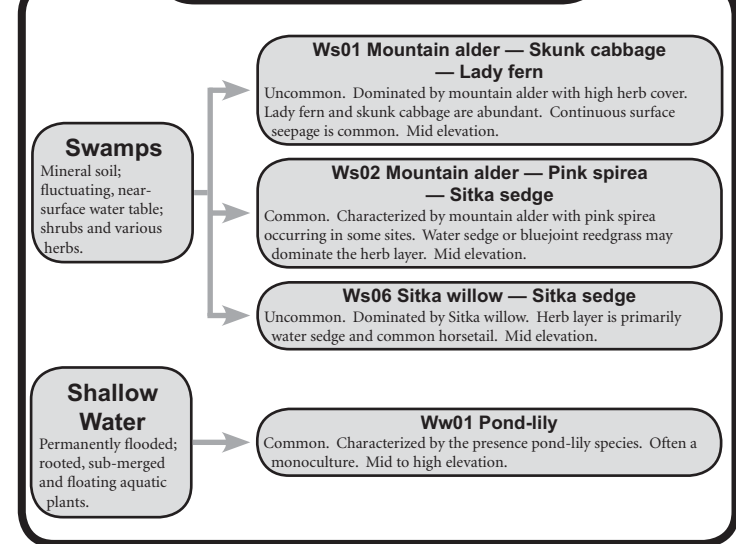 Ws01 Mountain alder — Skunk cabbage
— Lady fern
Uncommon. Dominated by mountain alder with high herb cover.
Lady fern and skunk cabbage are abundant. Continuous surface
seepage is common. Mid elevation.
Swamps
Mineral soil;
fluctuating, near-
surface water table;
shrubs and various
herbs.
Ws02 Mountain alder — Pink spirea
— Sitka sedge
Common. Characterized by mountain alder with pink spirea
occurring in some sites. Water sedge or bluejoint reedgrass may
dominate the herb layer. Mid elevation.
Ws06 Sitka willow — Sitka sedge
Uncommon. Dominated by Sitka willow. Herb layer is primarily
water sedge and common horsetail. Mid elevation.
Shallow
Water
Permanently flooded;
rooted, sub-merged
and floating aquatic
plants.
Ww01 Pond-lily
Common. Characterized by the presence pond-lily species. Often a
monoculture. Mid to high elevation.